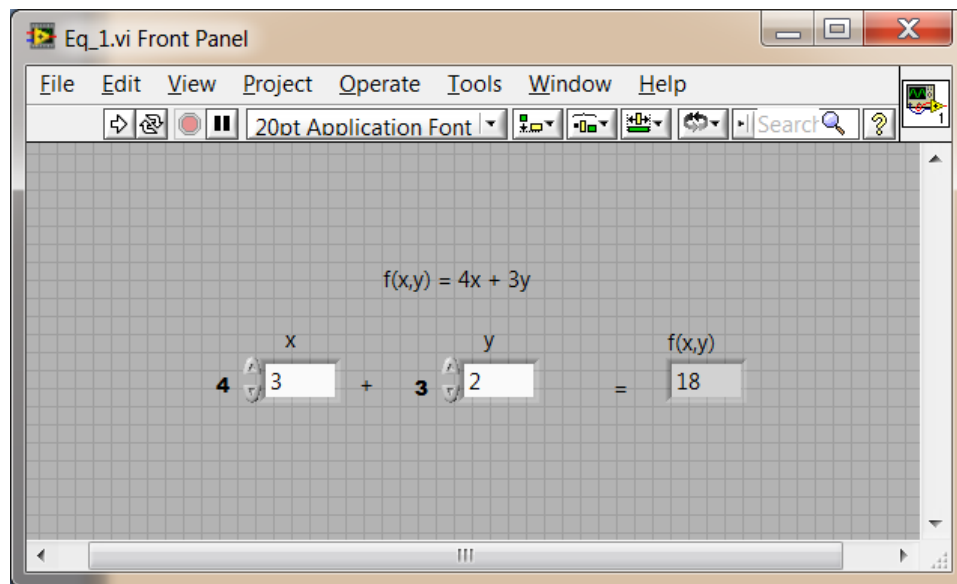 Eq_1.vi Front Panel
File Edit View Project Operate Tools Window Help
20pt Application Font Search ?
1
f(x,y) = 4x + 3y
x y f(x,y)
4 3 + 3 2 = 18